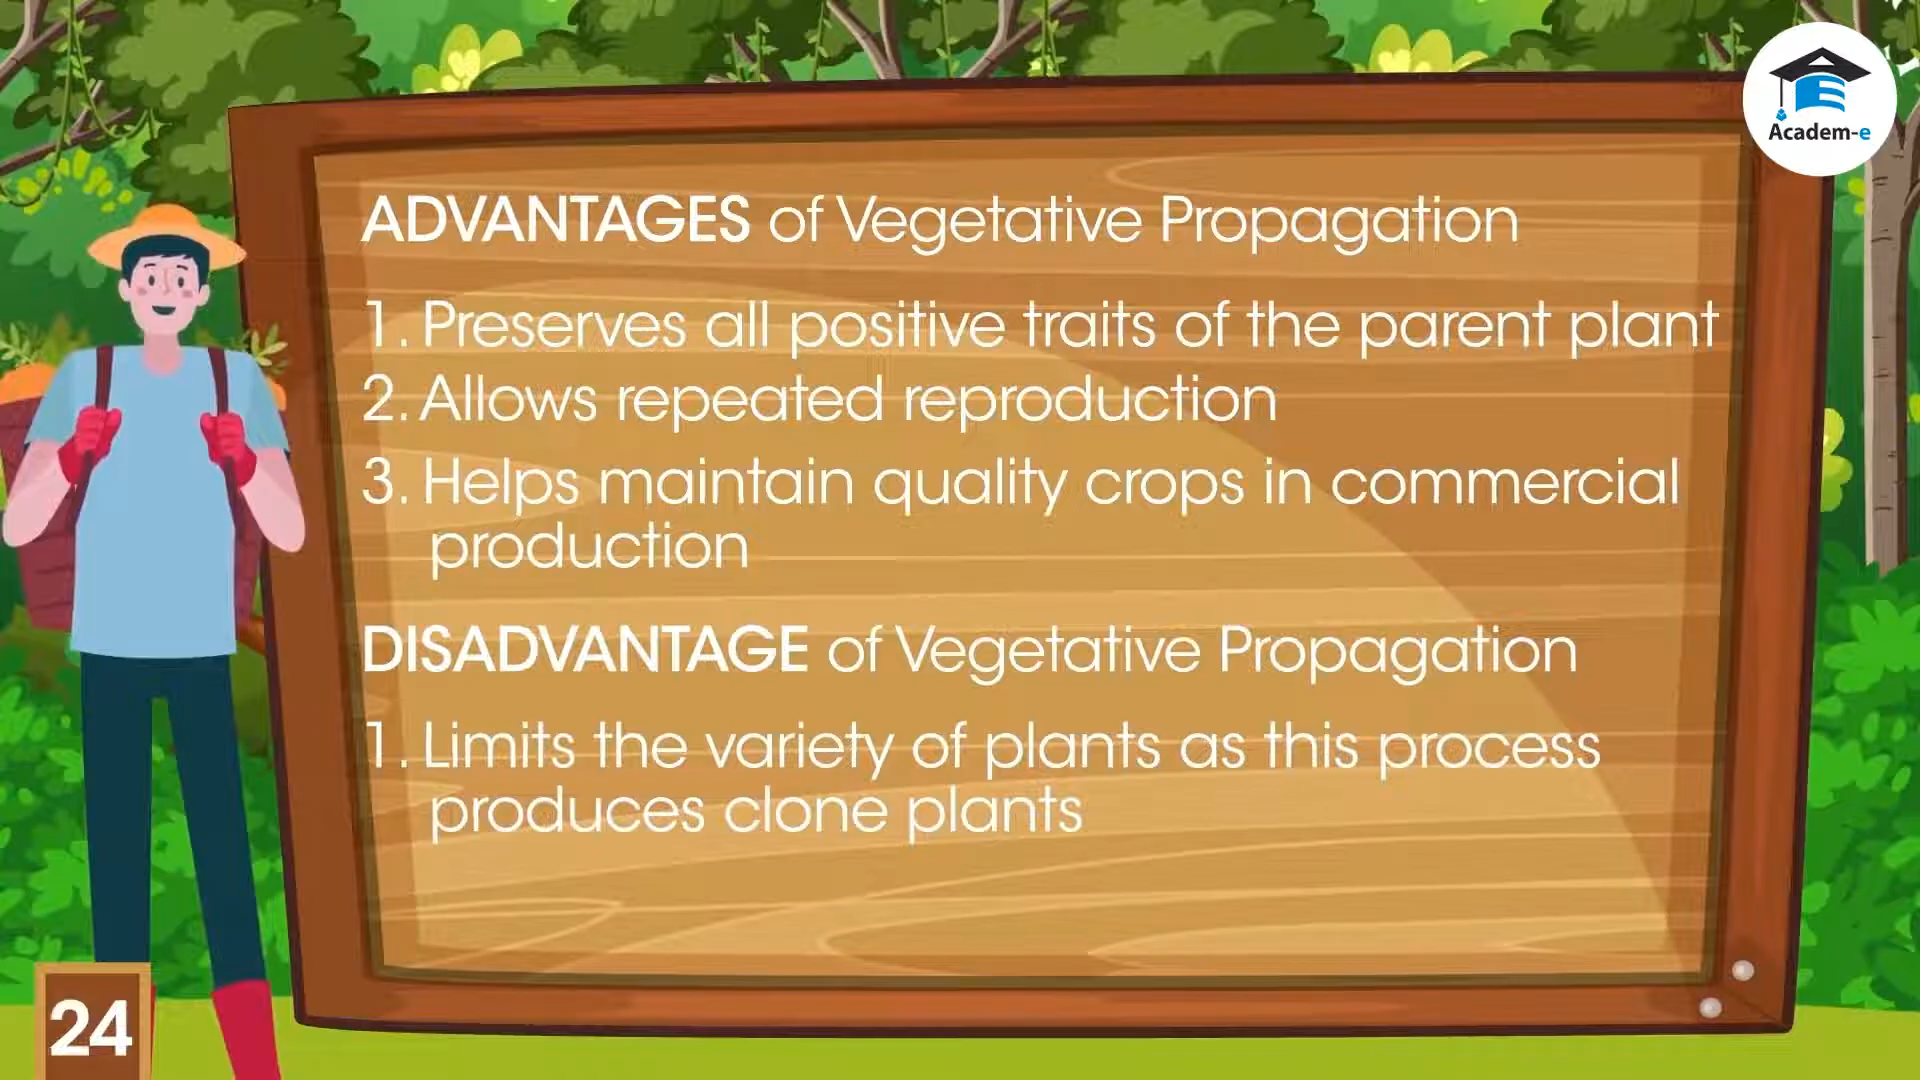 Academ-e
ADVANTAGES of Vegetative Propagation
1. Preserves all positive traits of the parent plant
2. Allows repeated reproduction
3. Helps maintain quality crops in commercial
production
DISADVANTAGE of Vegetative Propagation
1. Limits the variety of plants as this process
produces clone plants
24